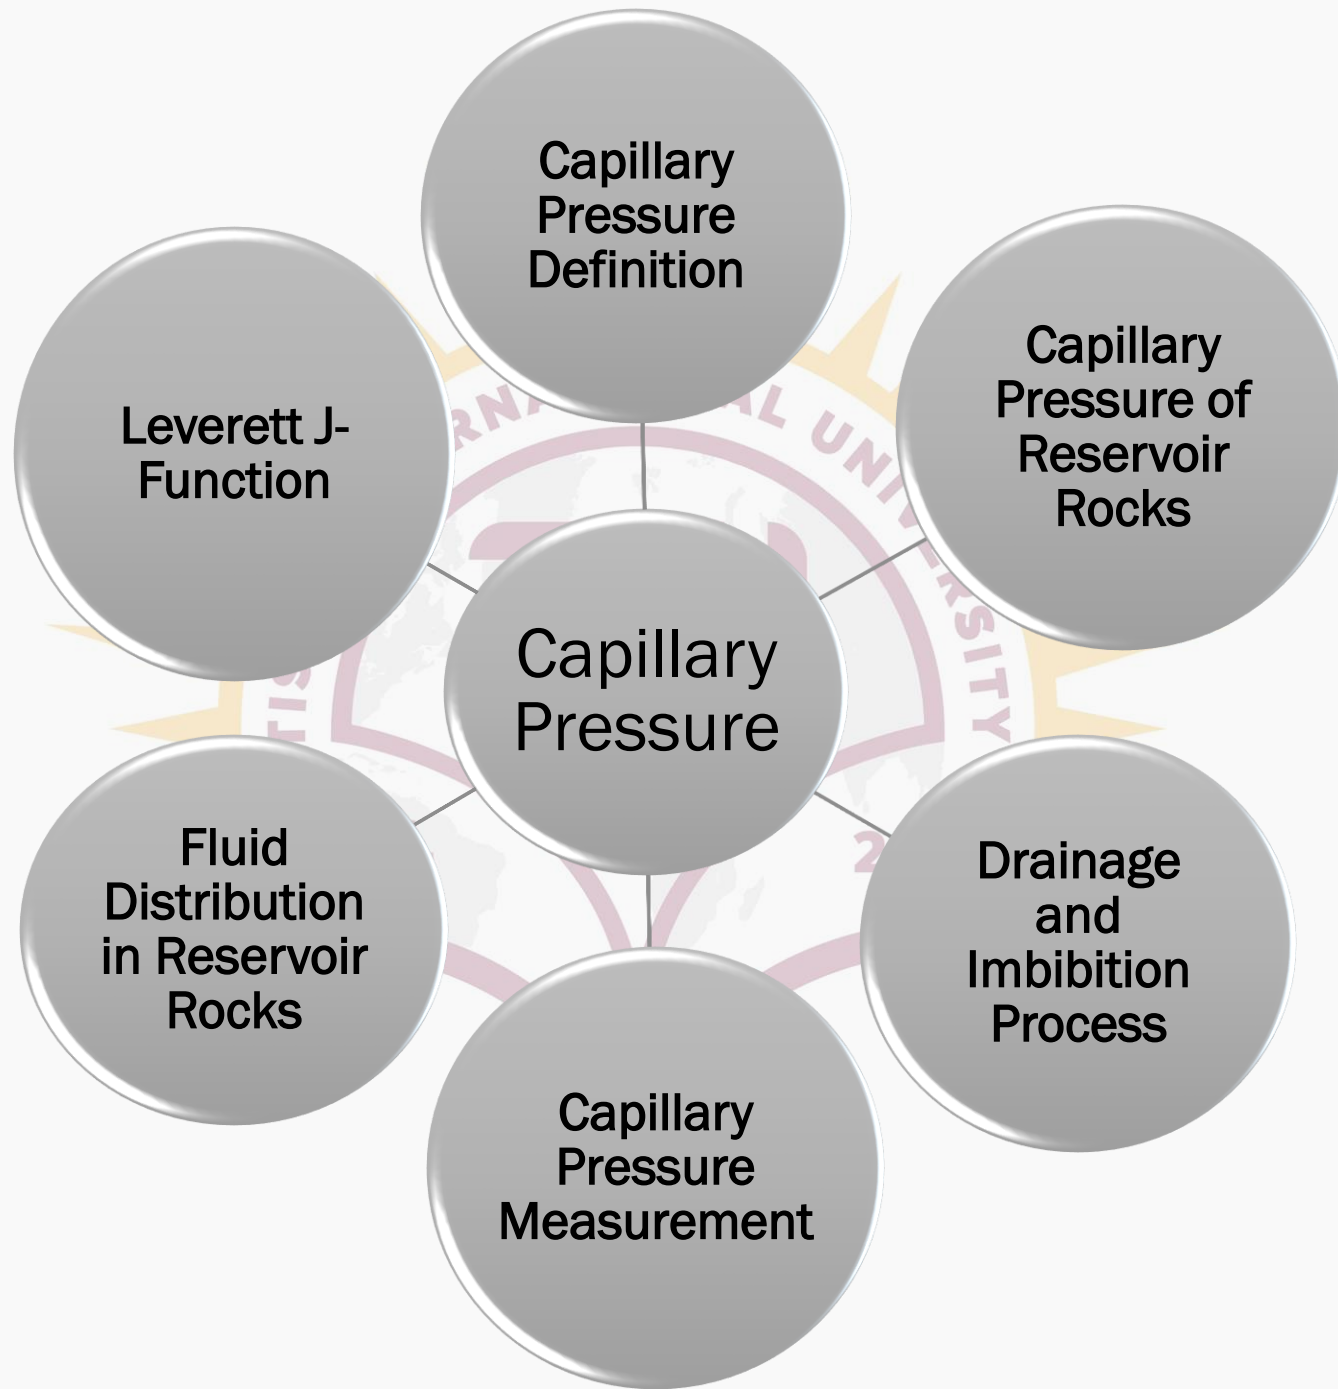 Capillary
Pressure
Definition
Capillary
Pressure of
Reservoir
Rocks
Drainage
and
Imbibition
Process
Capillary
Pressure
Measurement
Fluid
Distribution
in Reservoir
Rocks
Leverett J-
Function
Capillary
Pressure